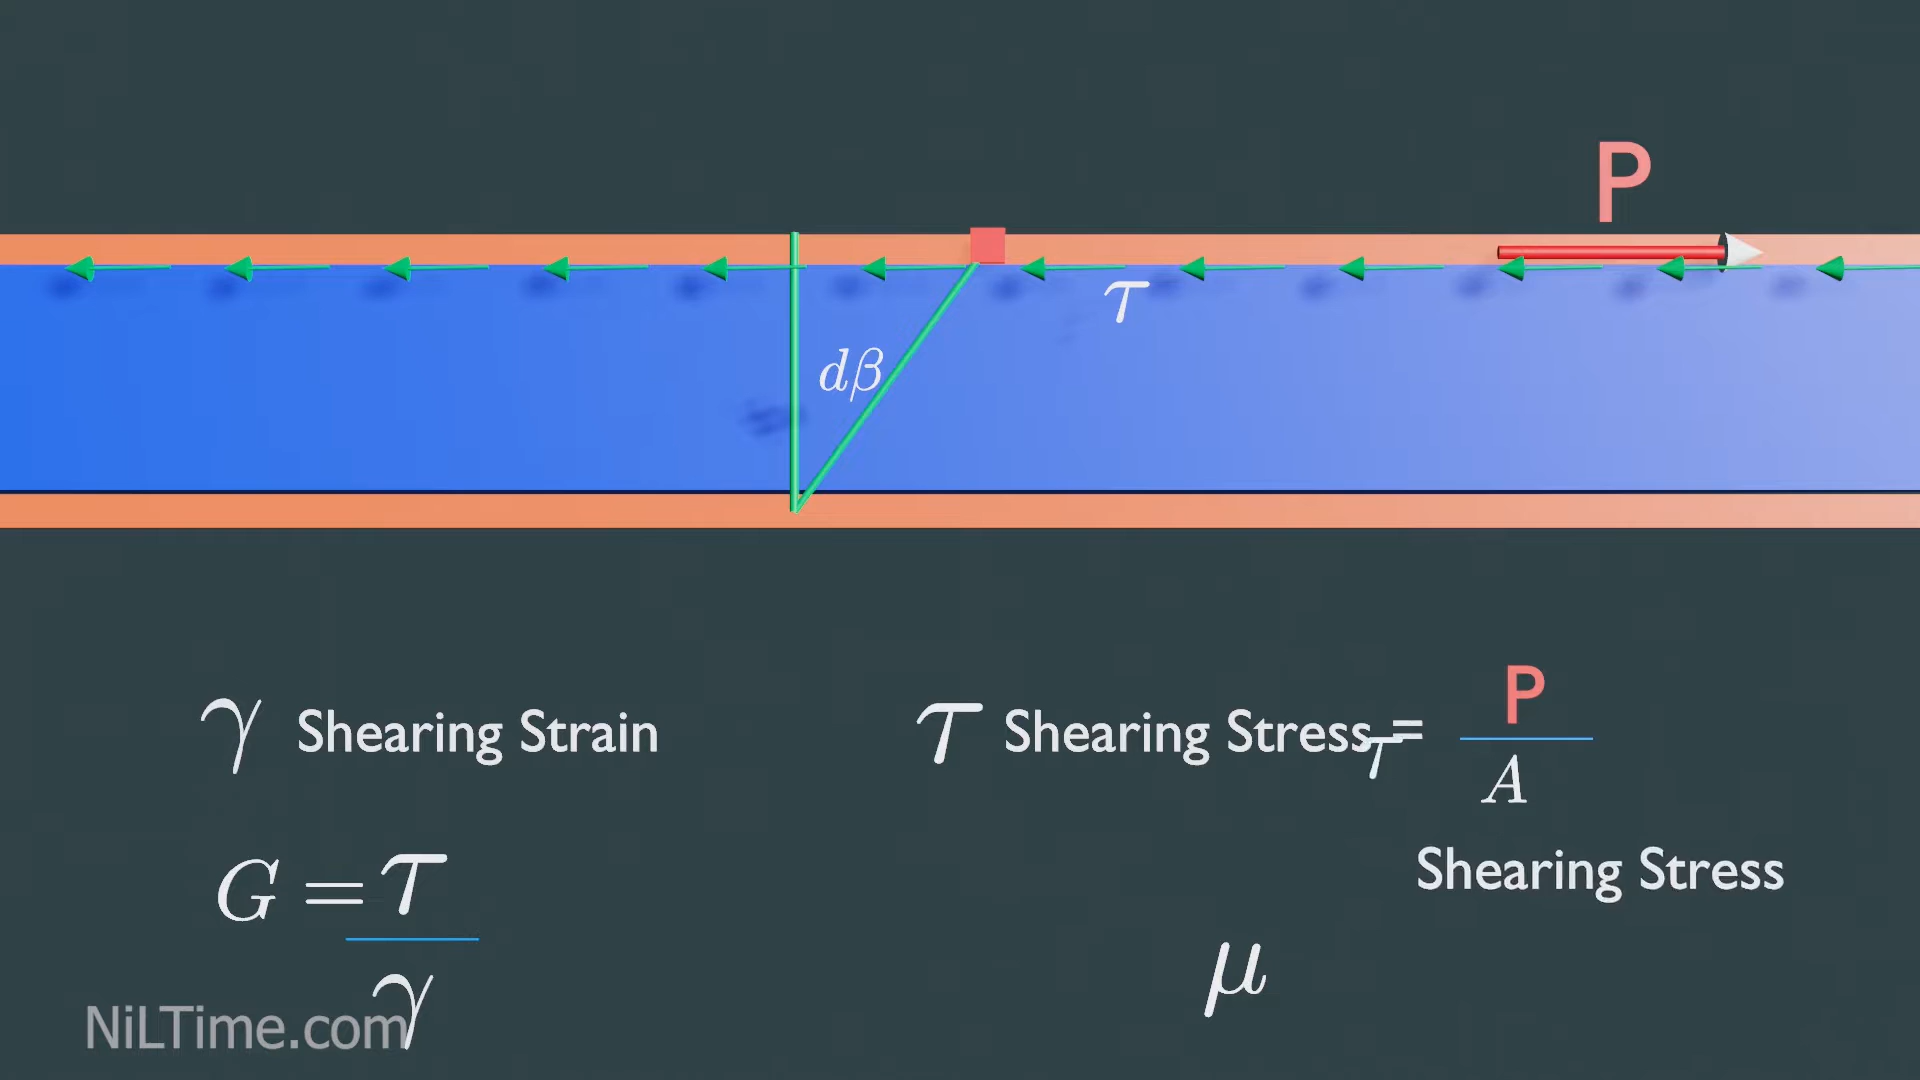 P
τ
dβ
γ Shearing Strain
τ Shearing Stress =
P
A
τ
G = τ
γ
Shearing Stress
μ
NiLTime.com